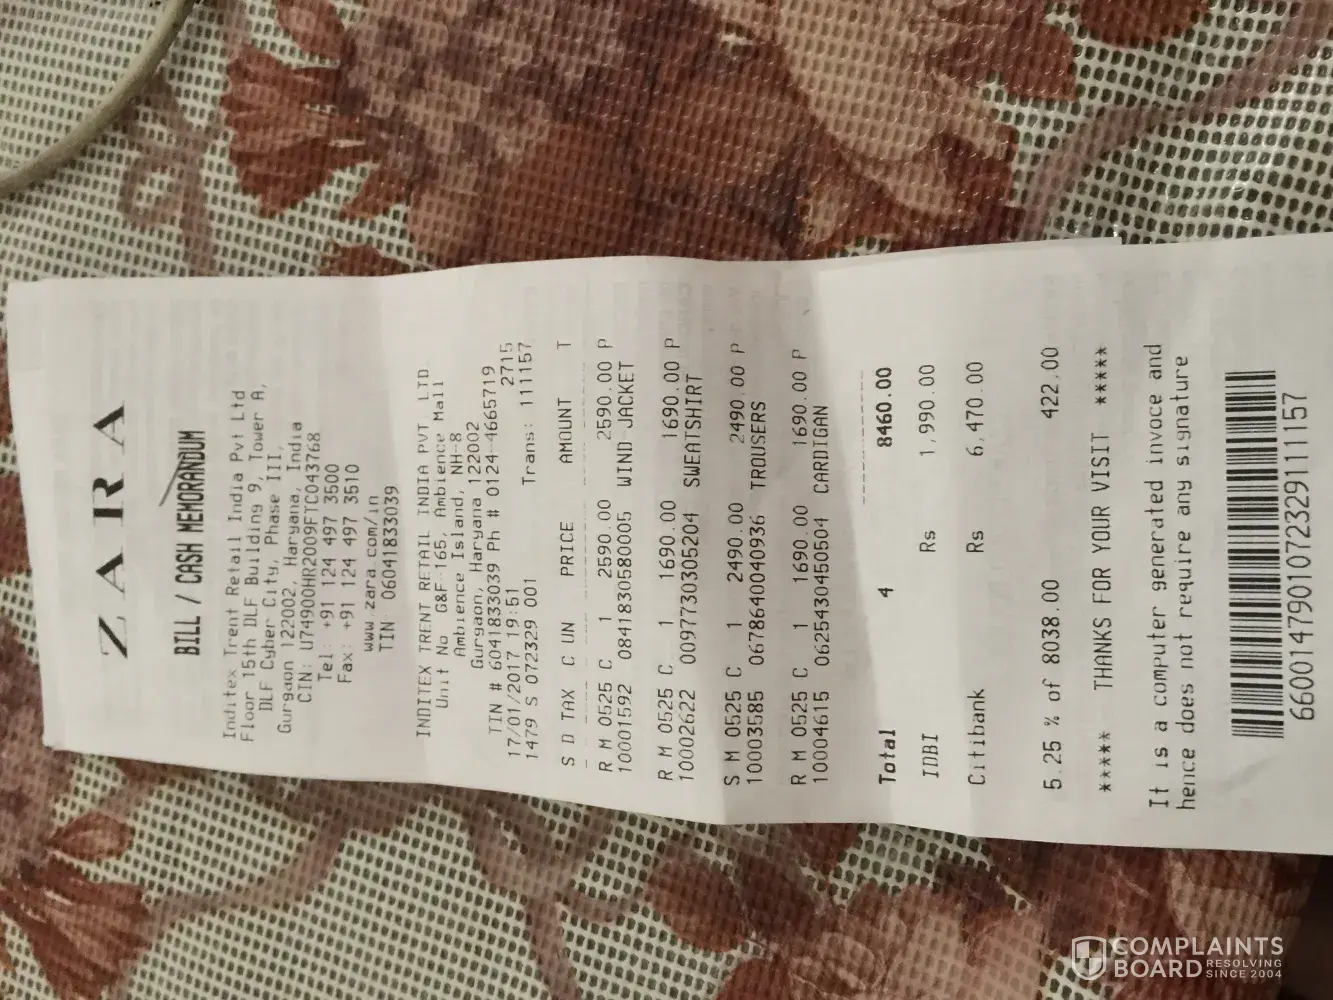 ZARA
BILL / CASH MEMORANDUM
Inditex Trent Retail India Pvt Ltd
Floor 15th DLF Building 9, Tower A,
DLF Cyber City, Phase III,
Gurgaon 122002, Haryana, India
CIN: U74900HR2009FTC043768
Tel: +91 124 497 3500
Fax: +91 124 497 3510
www.zara.com/in
TIN: 06041833039
INDITEX TRENT RETAIL INDIA PVT LTD.
Unit No G&F-165, Ambience Mall
Ambience Island, NH-8
Gurgaon, Haryana 122002
TIN # 6041833039 Ph # 0124-4665719
17/01/2017 19:51 2715
1479 S 072329 001 Trans: 111157
S D TAX C UN PRICE AMOUNT T
R M 0525 C 1 2590.00 2590.00 P
10001592 0841830580005 WIND-JACKET
R M 0525 C 1 1690.00 1690.00 P
10002622 0097730305204 SWEATSHIRT
S M 0525 C 1 2490.00 2490.00 P
10003585 0678640040936 TROUSERS
R M 0525 C 1 1690.00 1690.00 P
10004615 0625430450504 CARDIGAN
Total 4 8460.00
IDBI Rs 1,990.00
Citibank Rs 6,470.00
5.25 % of 8038.00 422.00
***** THANKS FOR YOUR VISIT *****
It is a computer generated invoce and
hence does not require any signature
660014790107232911157
COMPLAINTS
BOARD RESOLVING
SINCE 2004